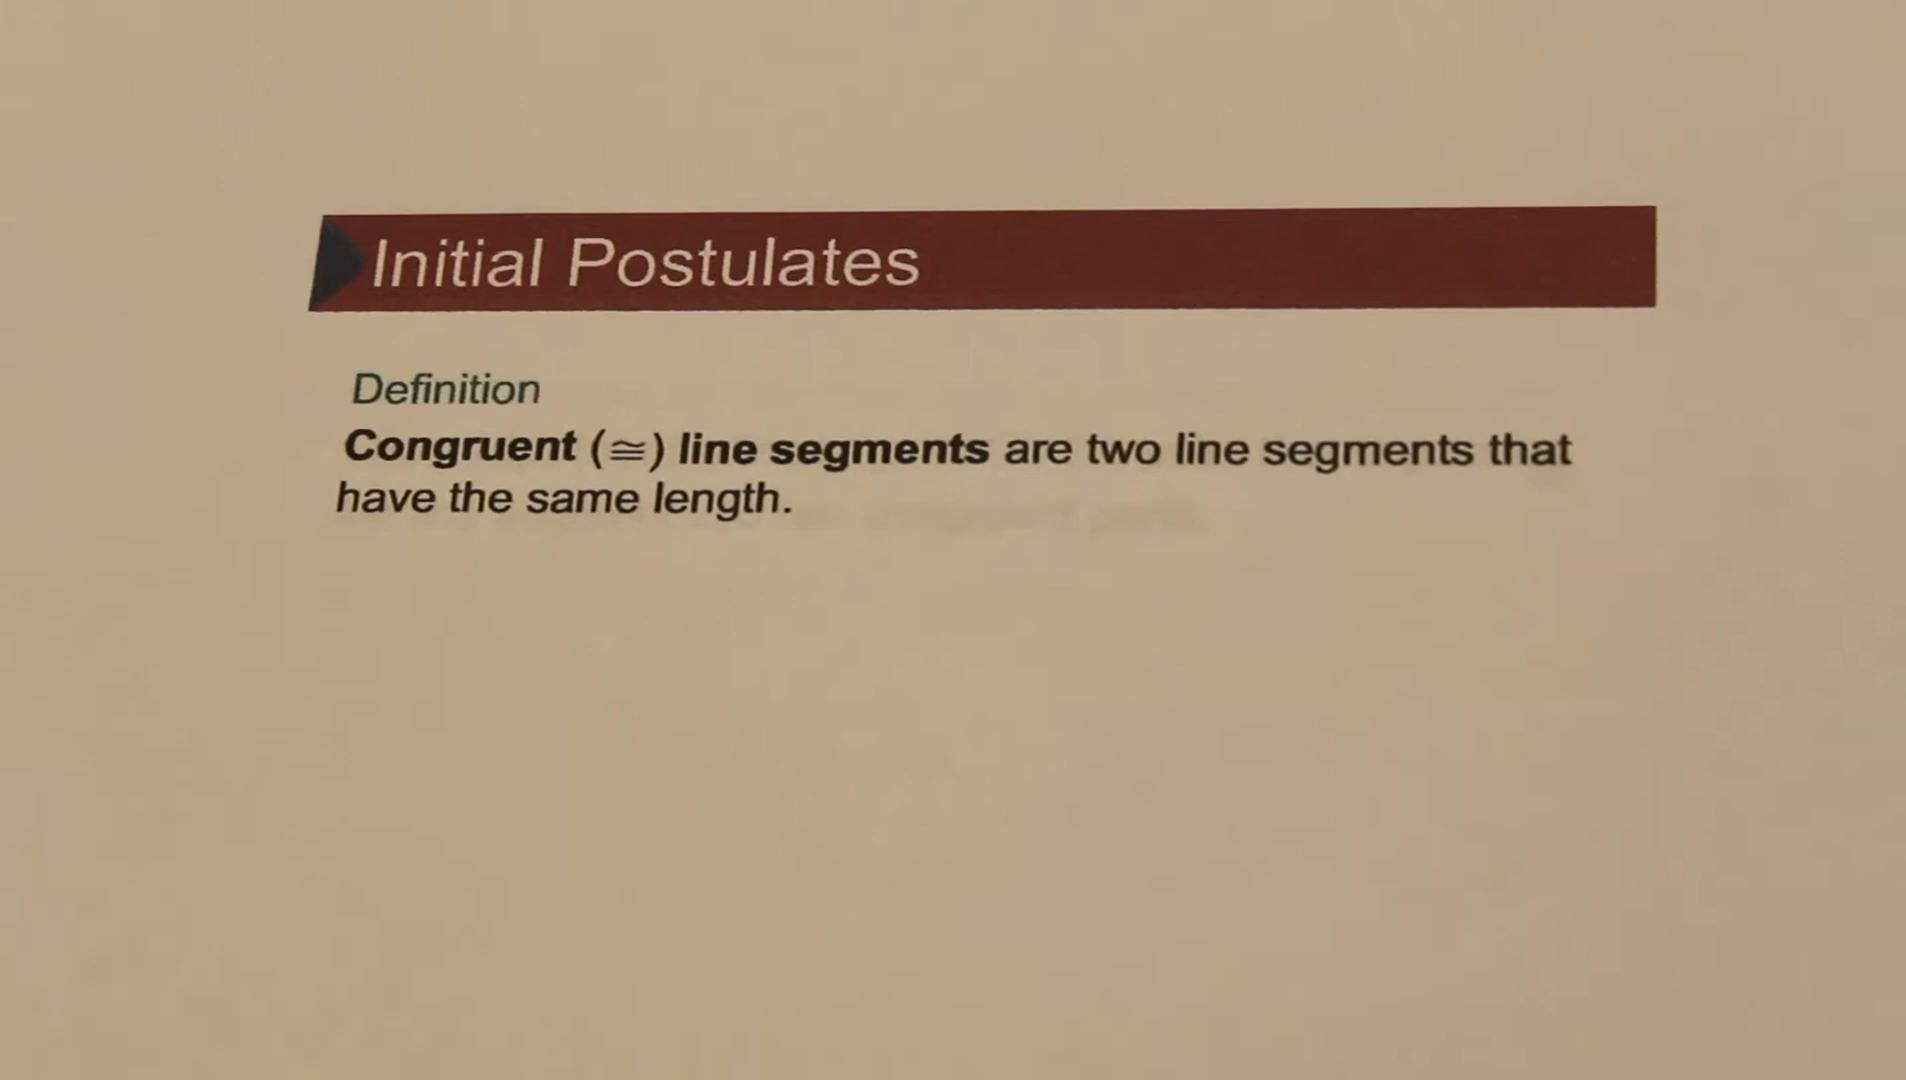 Initial Postulates
Definition
Congruent (≅) line segments are two line segments that
have the same length.